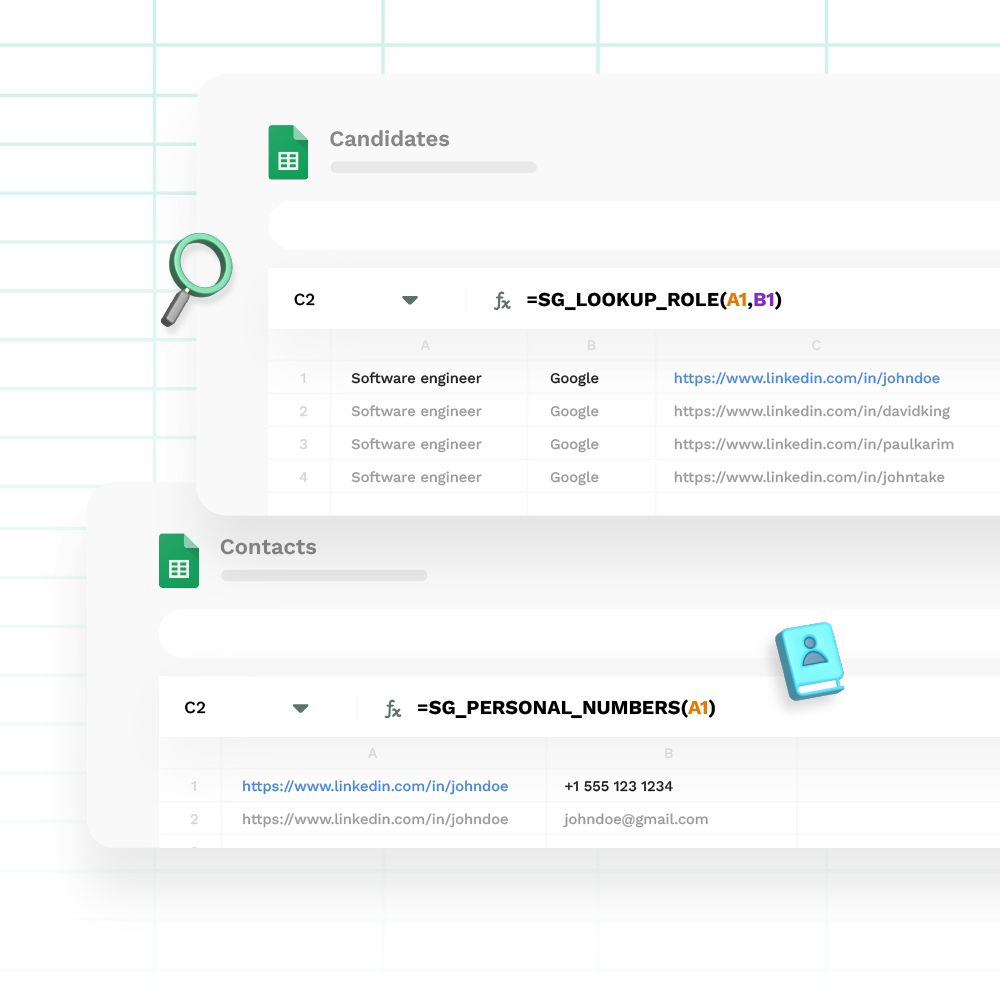 Candidates
C2 fx =SG_LOOKUP_ROLE(A1,B1)
A B C
1 Software engineer Google https://www.linkedin.com/in/johndoe
2 Software engineer Google https://www.linkedin.com/in/davidking
3 Software engineer Google https://www.linkedin.com/in/paulkarim
4 Software engineer Google https://www.linkedin.com/in/johntake
Contacts
C2 fx =SG_PERSONAL_NUMBERS(A1)
A B
1 https://www.linkedin.com/in/johndoe +1 555 123 1234
2 https://www.linkedin.com/in/johndoe johndoe@gmail.com